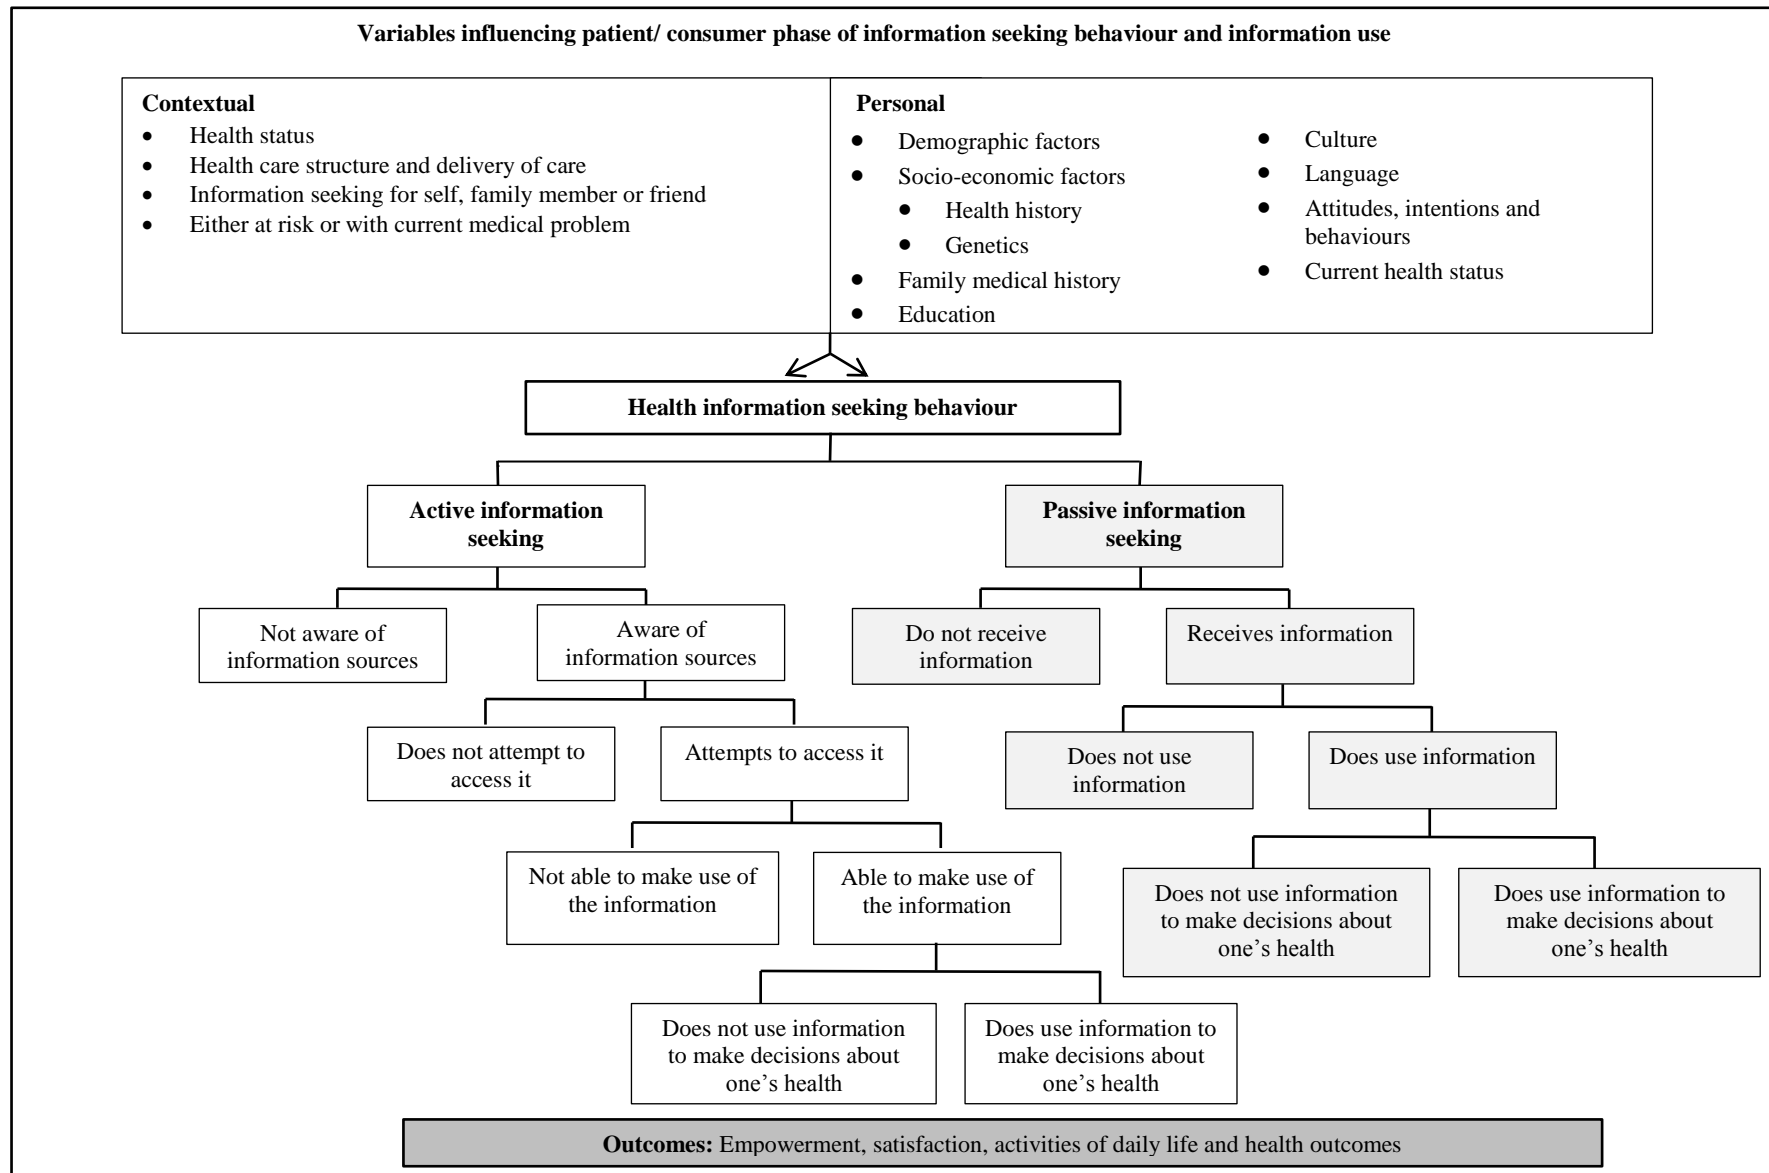 Variables influencing patient/ consumer phase of information seeking behaviour and information use
Contextual
• Health status
• Health care structure and delivery of care
• Information seeking for self, family member or friend
• Either at risk or with current medical problem
Personal
• Demographic factors
• Socio-economic factors
• Health history
• Genetics
• Family medical history
• Education
• Culture
• Language
• Attitudes, intentions and
behaviours
• Current health status
Health information seeking behaviour
Active information
seeking
Passive information
seeking
Not aware of
information sources
Aware of
information sources
Do not receive
information
Receives information
Does not attempt to
access it
Attempts to access it
Does not use
information
Does use information
Not able to make use of
the information
Able to make use of
the information
Does not use information
to make decisions about
one’s health
Does use information to
make decisions about
one’s health
Does not use information
to make decisions about
one’s health
Does use information to
make decisions about
one’s health
Outcomes: Empowerment, satisfaction, activities of daily life and health outcomes